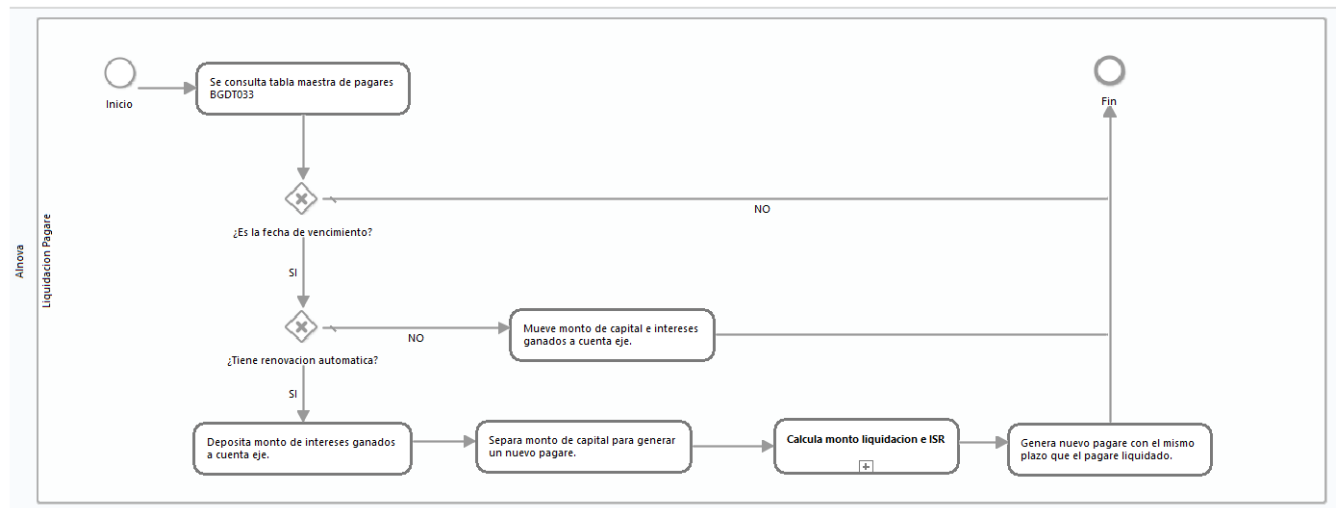 Alnova
Liquidacion Pagare
Inicio
Se consulta tabla maestra de pagares
BGDT033
Fin
NO
¿Es la fecha de vencimiento?
SI
Mueve monto de capital e intereses
ganados a cuenta eje.
NO
¿Tiene renovacion automatica?
SI
Deposita monto de intereses ganados
a cuenta eje.
Separa monto de capital para generar
un nuevo pagare.
Calcula monto liquidacion e ISR
Genera nuevo pagare con el mismo
plazo que el pagare liquidado.